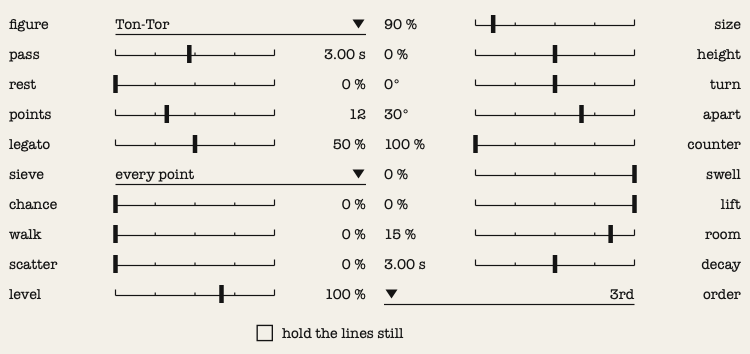 figure Ton-Tor 90 % size
pass 3.00 s 0 % height
rest 0 % 0° turn
points 12 30° apart
legato 50 % 100 % counter
sieve every point 0 % swell
chance 0 % 0 % lift
walk 0 % 15 % room
scatter 0 % 3.00 s decay
level 100 % 3rd order
hold the lines still